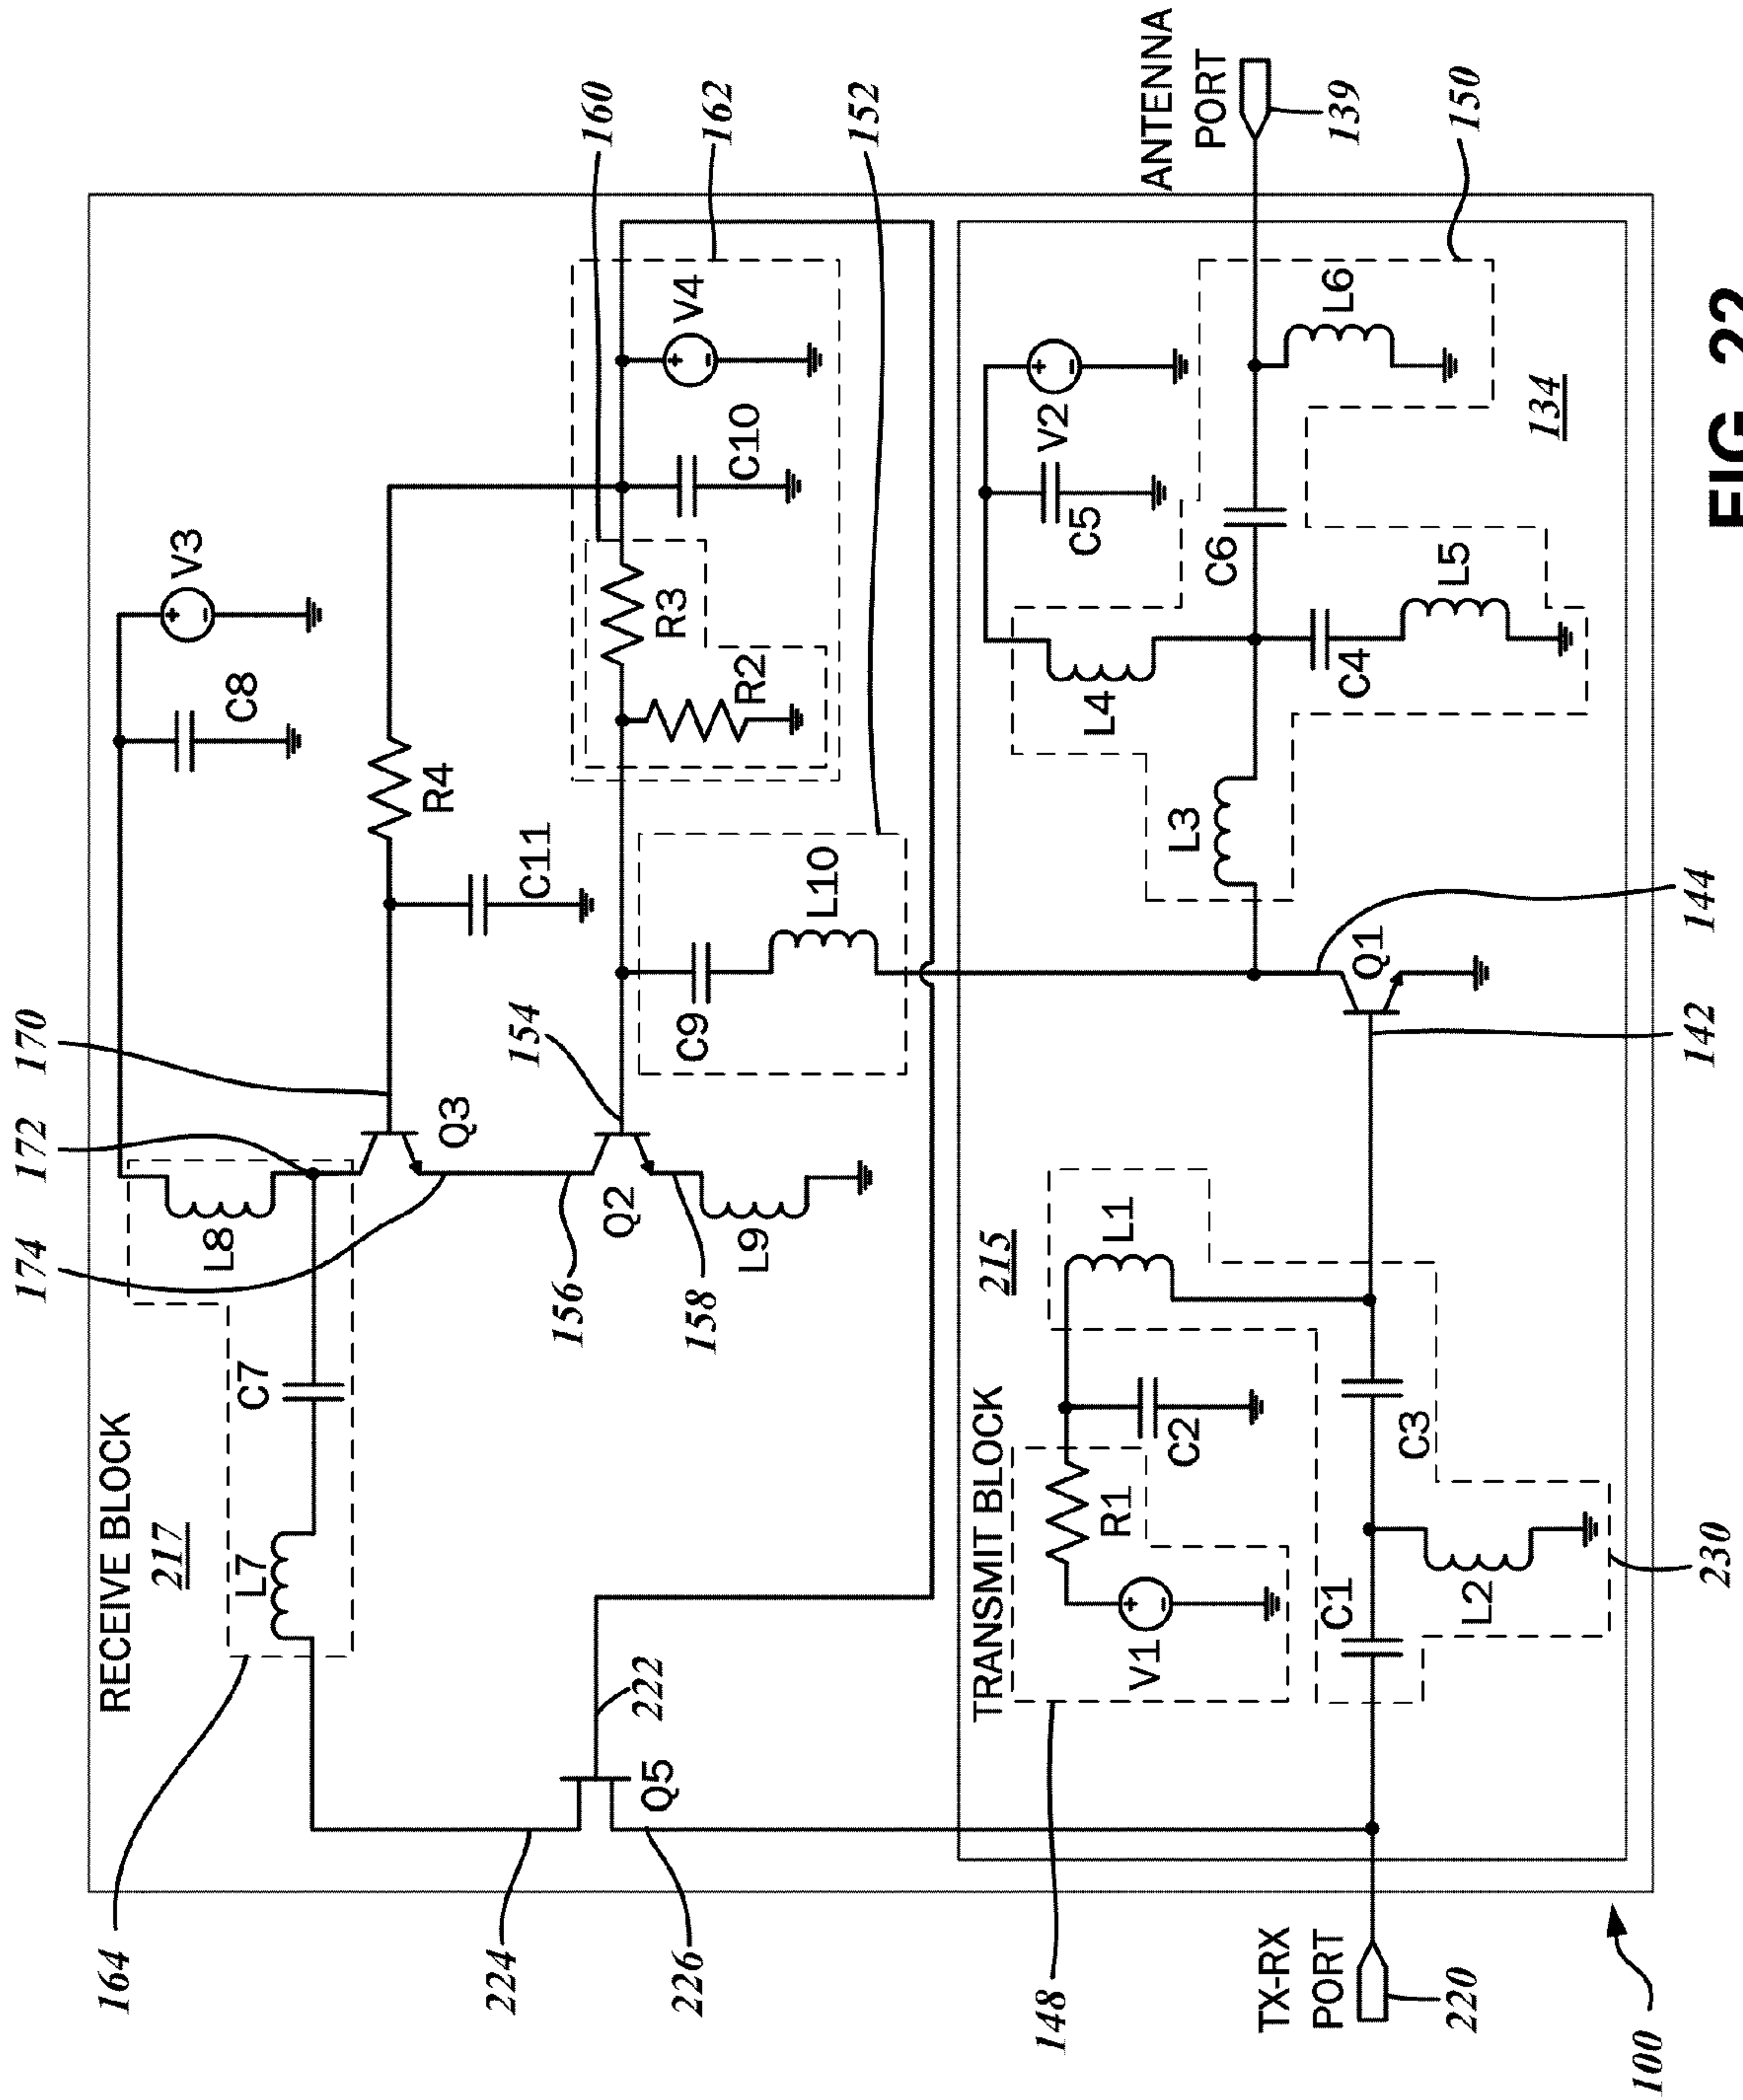 RECEIVE BLOCK
217
164
174
172
170
L7
C7
L8
Q3
R4
C11
C8
V3
160
162
152
154
156
158
Q2
L9
C9
L10
R2
R3
C10
V4
224
226
222
Q5
TRANSMIT BLOCK
215
148
V1
R1
C2
L1
C1
L2
C3
230
142
144
Q1
L3
L4
C4
L5
C5
V2
C6
L6
134
150
ANTENNA
PORT
139
TX-RX
PORT
220
100
FIG. 22